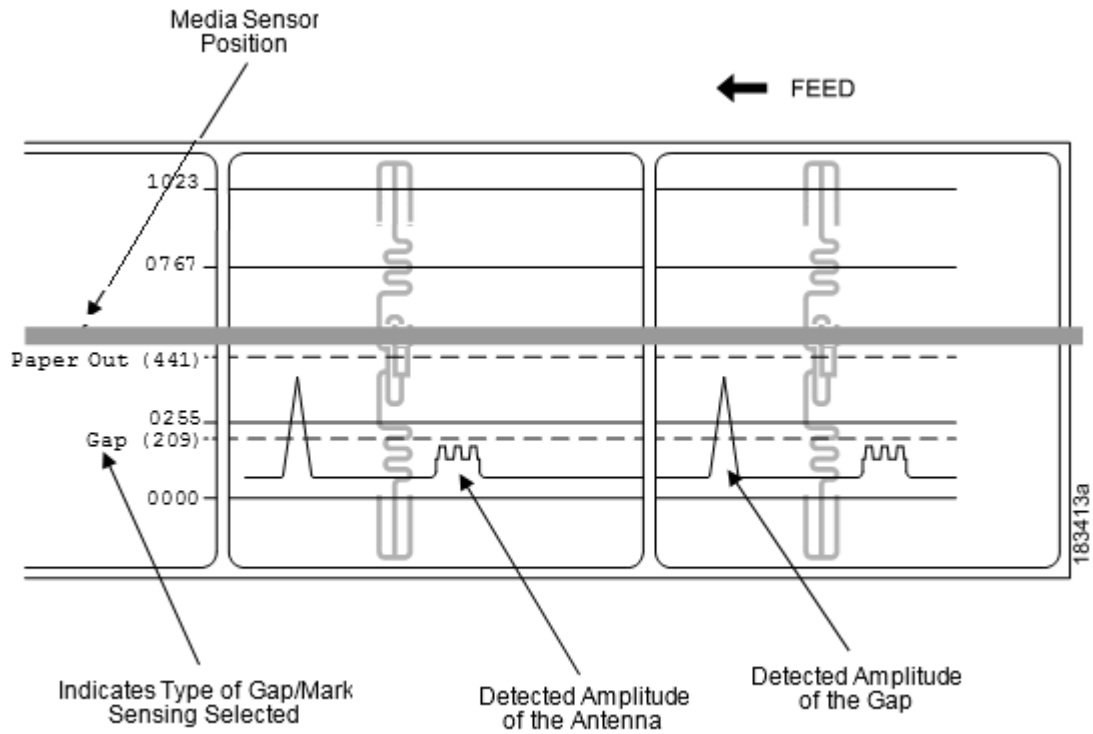 Media Sensor
Position
FEED
1023
0767
Paper Out (441)
0255
Gap (209)
0000
183413a
Indicates Type of Gap/Mark
Sensing Selected
Detected Amplitude
of the Antenna
Detected Amplitude
of the Gap